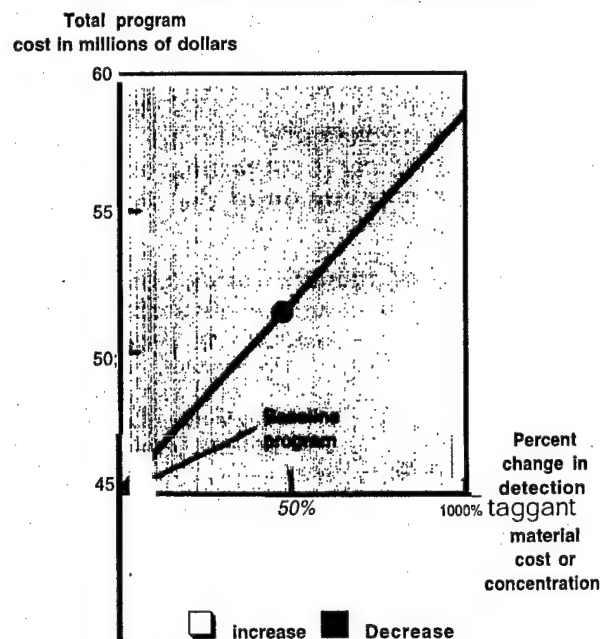 Total program
cost in millions of dollars
60
55
50
45
Baseline
program
50%
1000%
Percent
change in
detection
taggant
material
cost or
concentration
increase
Decrease